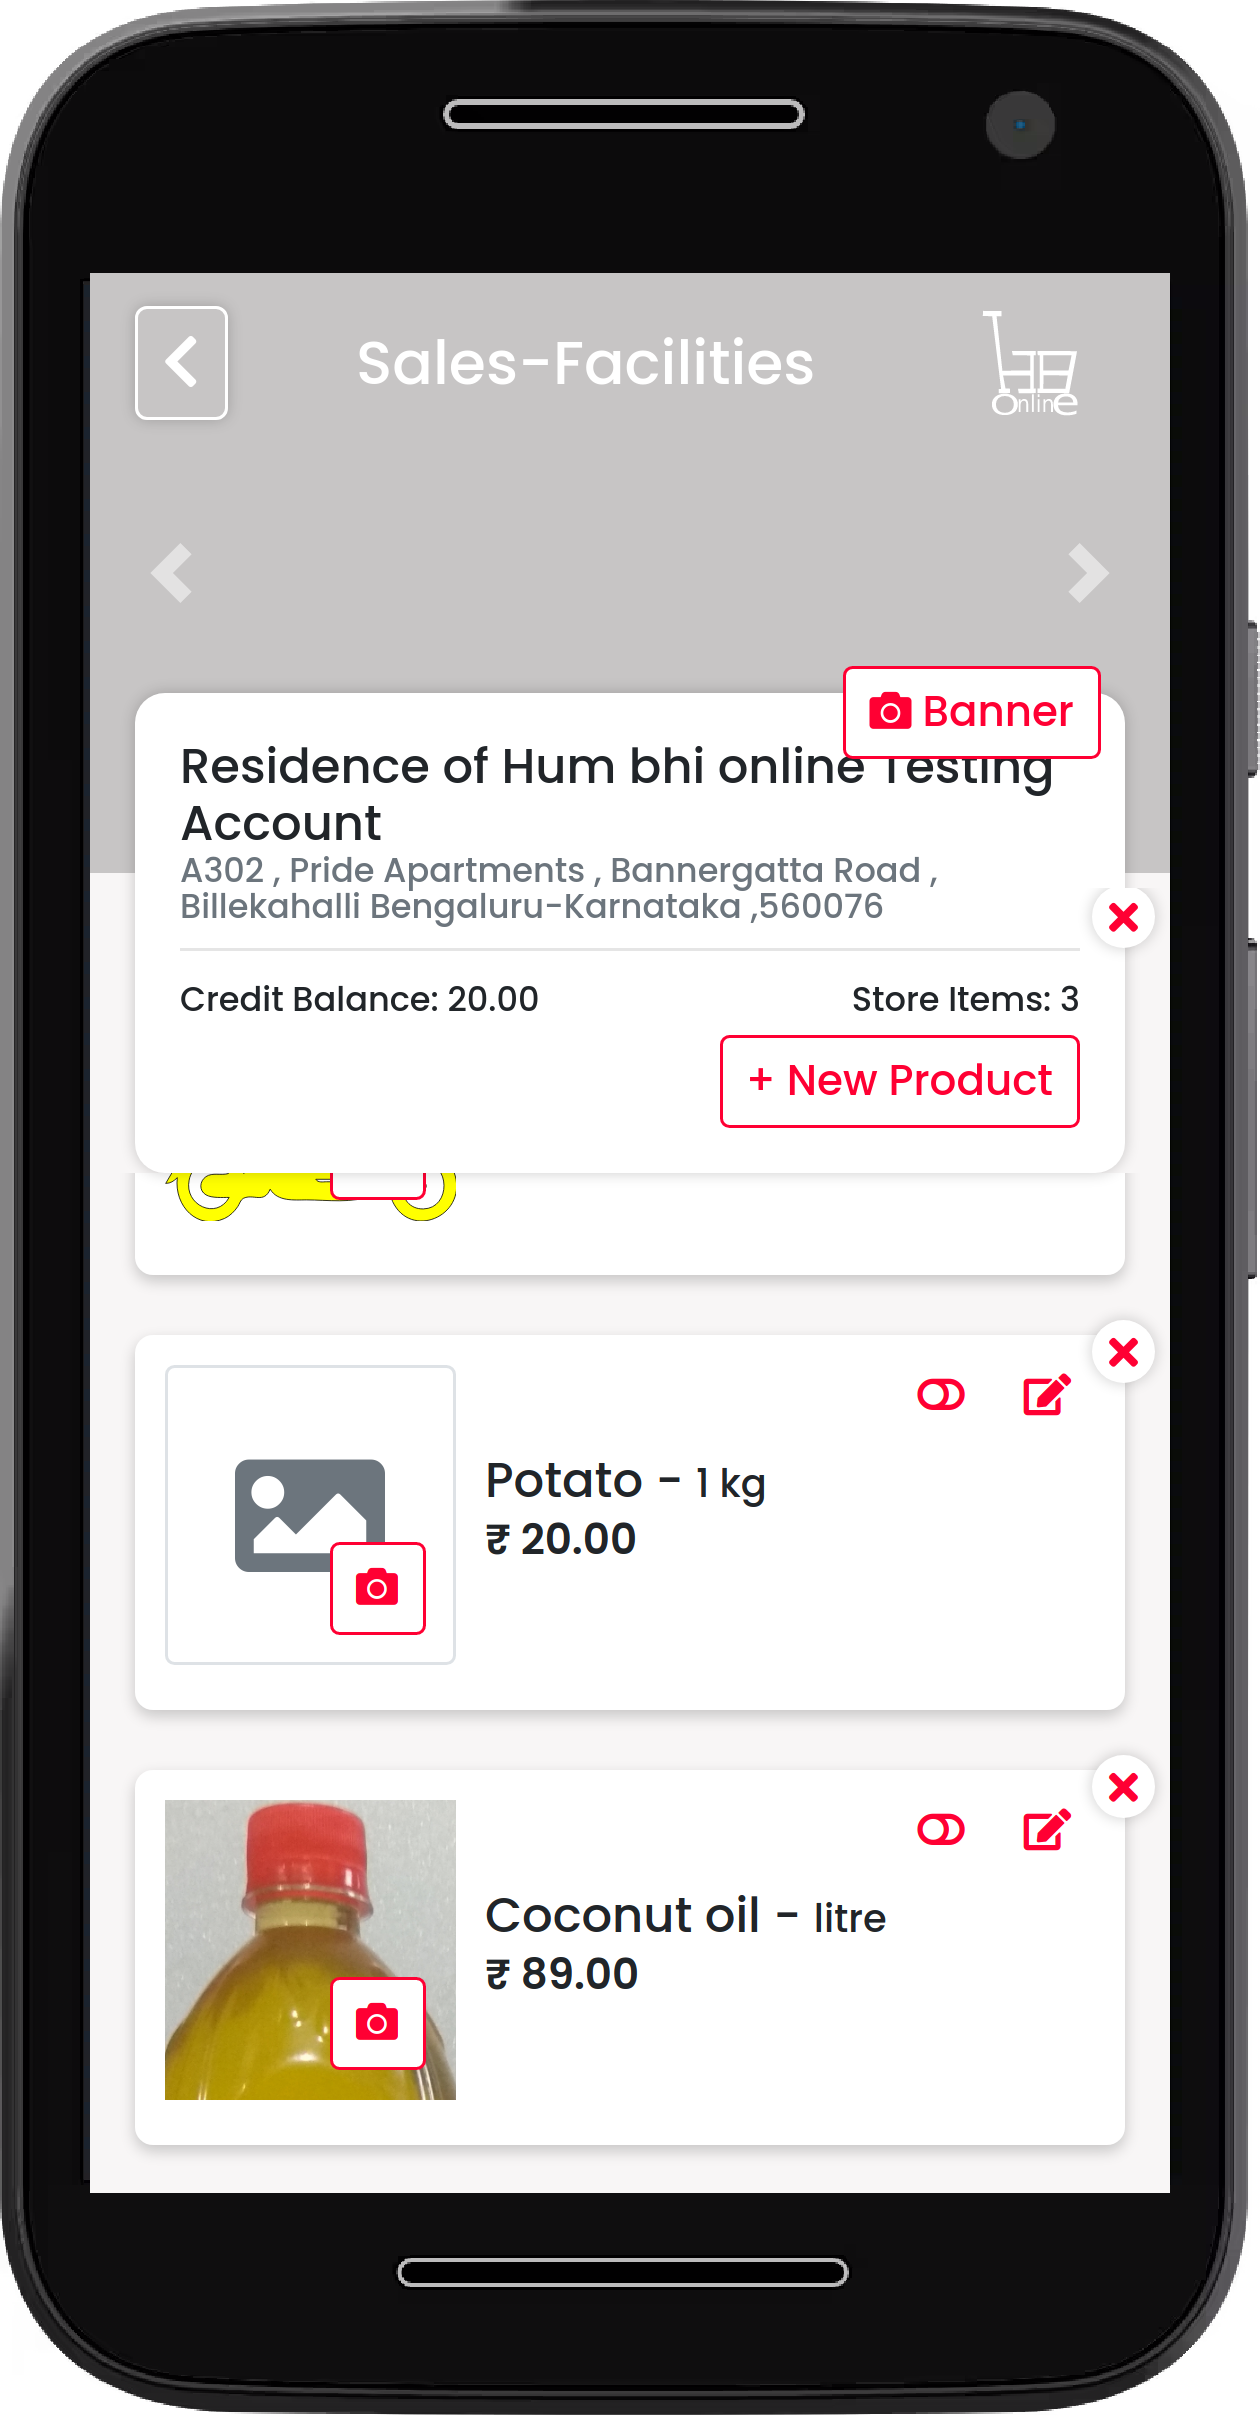 Sales-Facilities
OnlinE
Banner
Residence of Hum bhi online Testing
Account
A302 , Pride Apartments , Bannergatta Road ,
Billekahalli Bengaluru-Karnataka ,560076
Credit Balance: 20.00
Store Items: 3
+ New Product
Potato - 1 kg
₹ 20.00
Coconut oil - litre
₹ 89.00